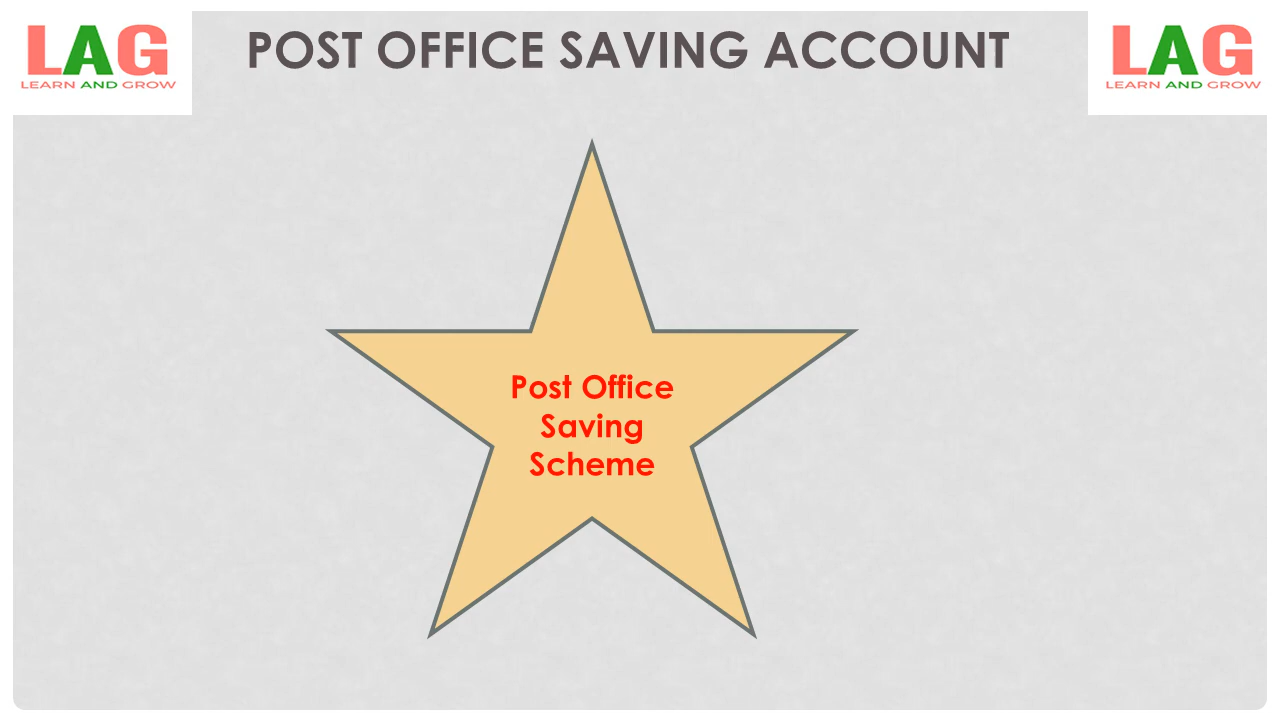 LAG
LEARN AND GROW
POST OFFICE SAVING ACCOUNT
LAG
LEARN AND GROW
Post Office
Saving
Scheme